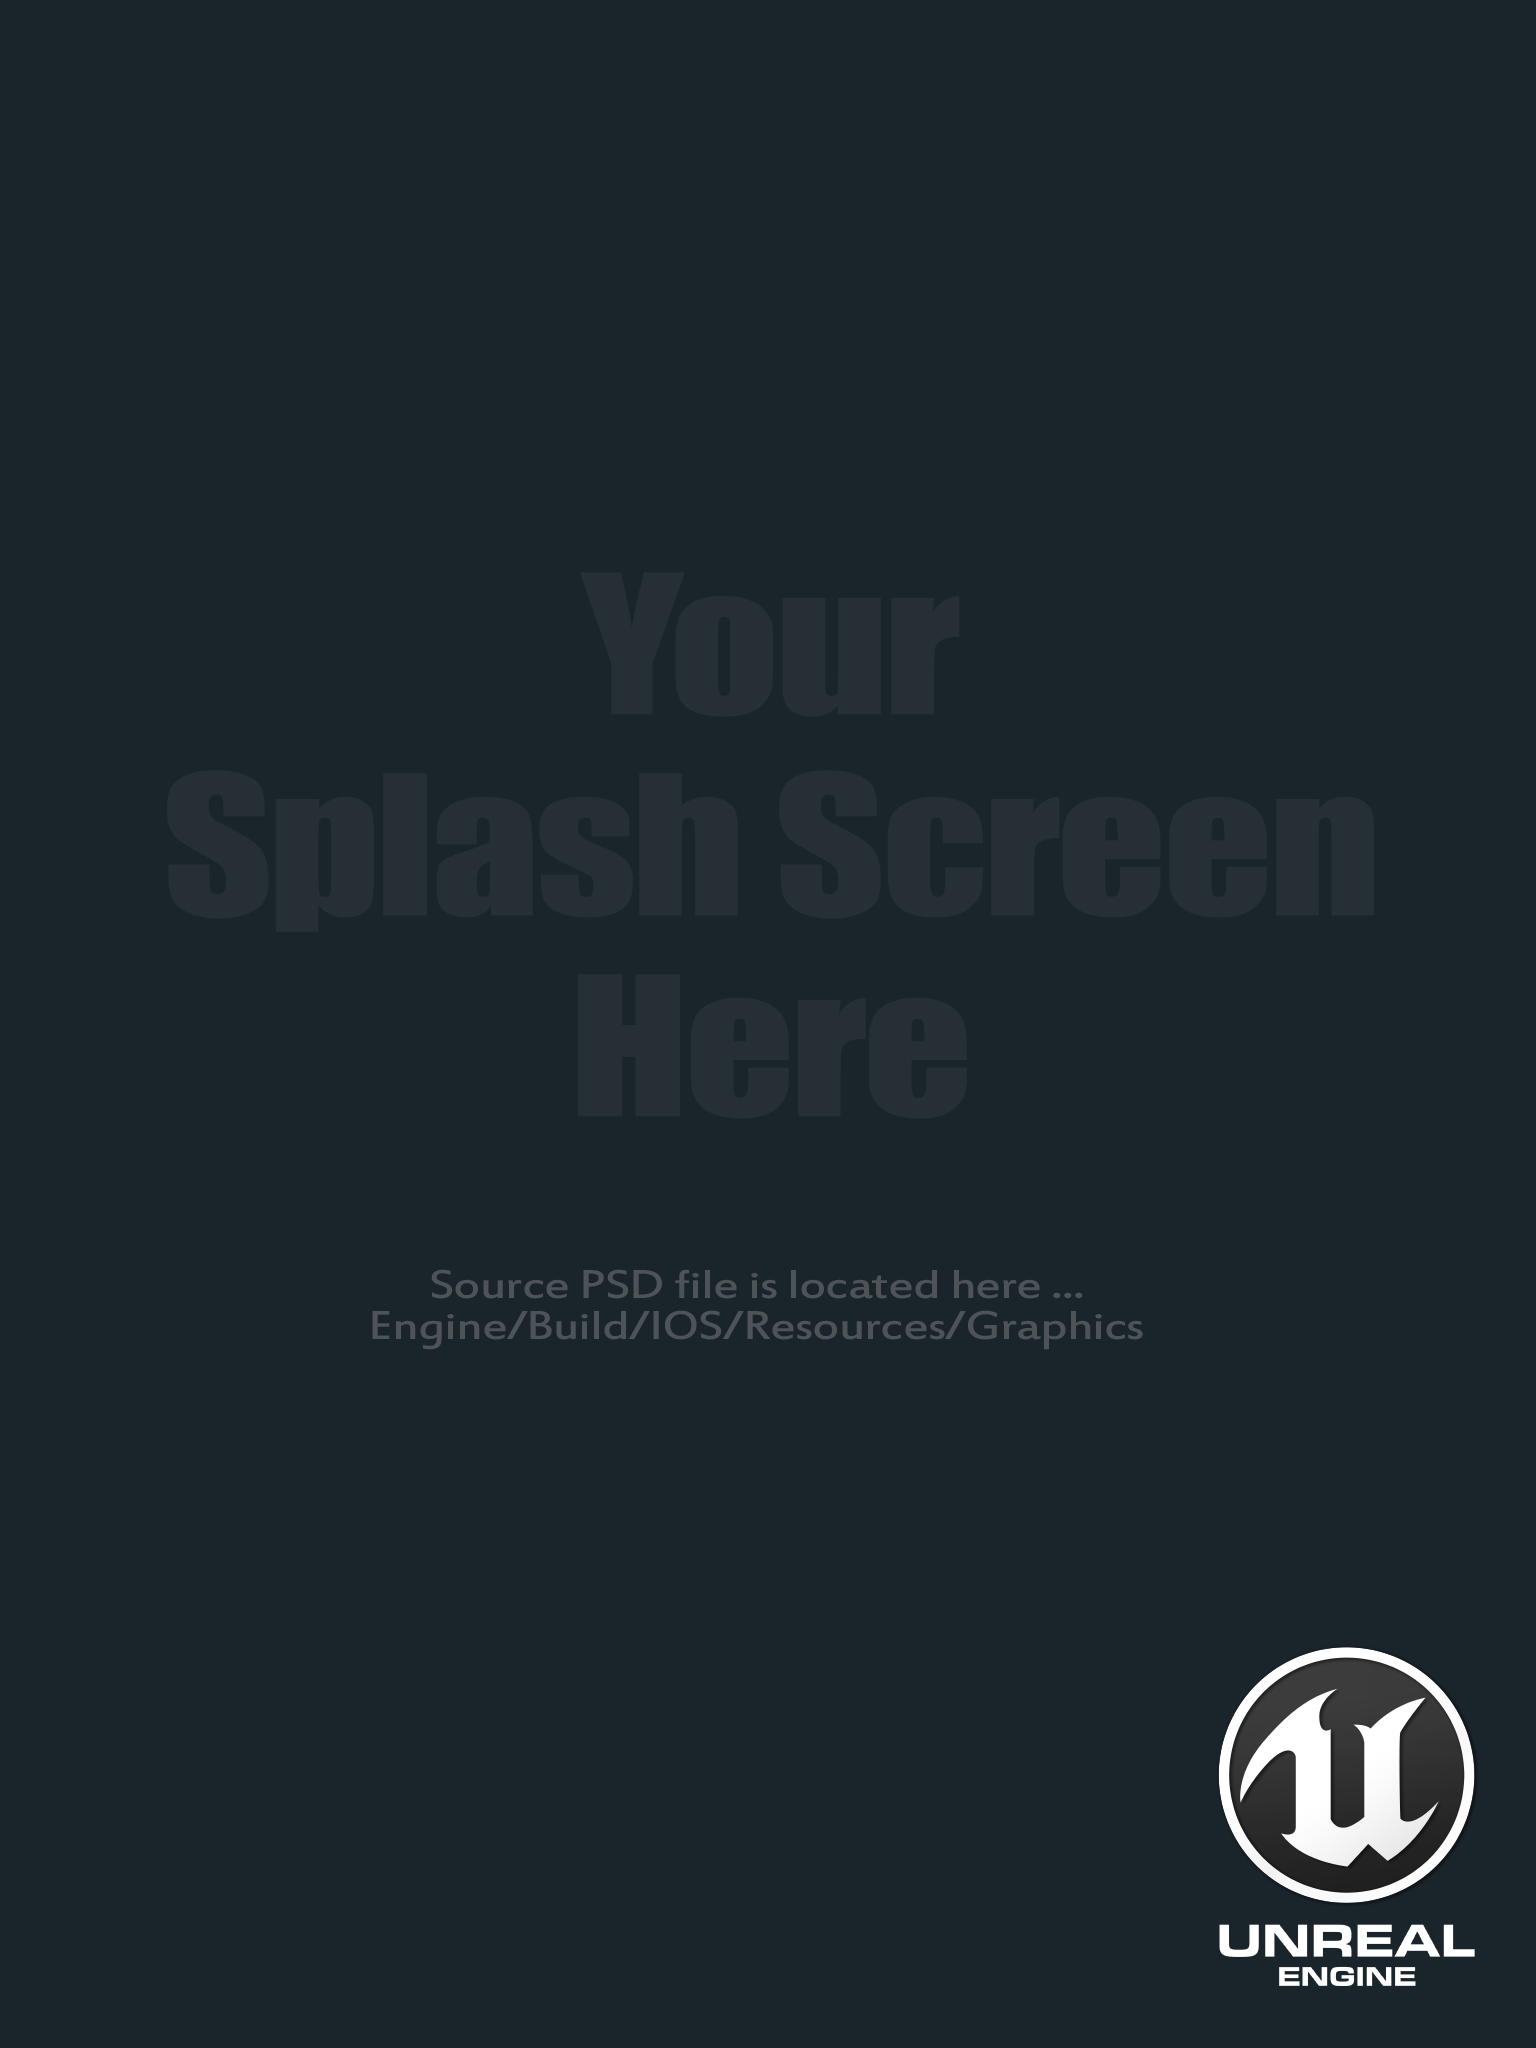 Your
Splash Screen
Here
Source PSD file is located here ...
Engine/Build/IOS/Resources/Graphics
UNREAL
ENGINE